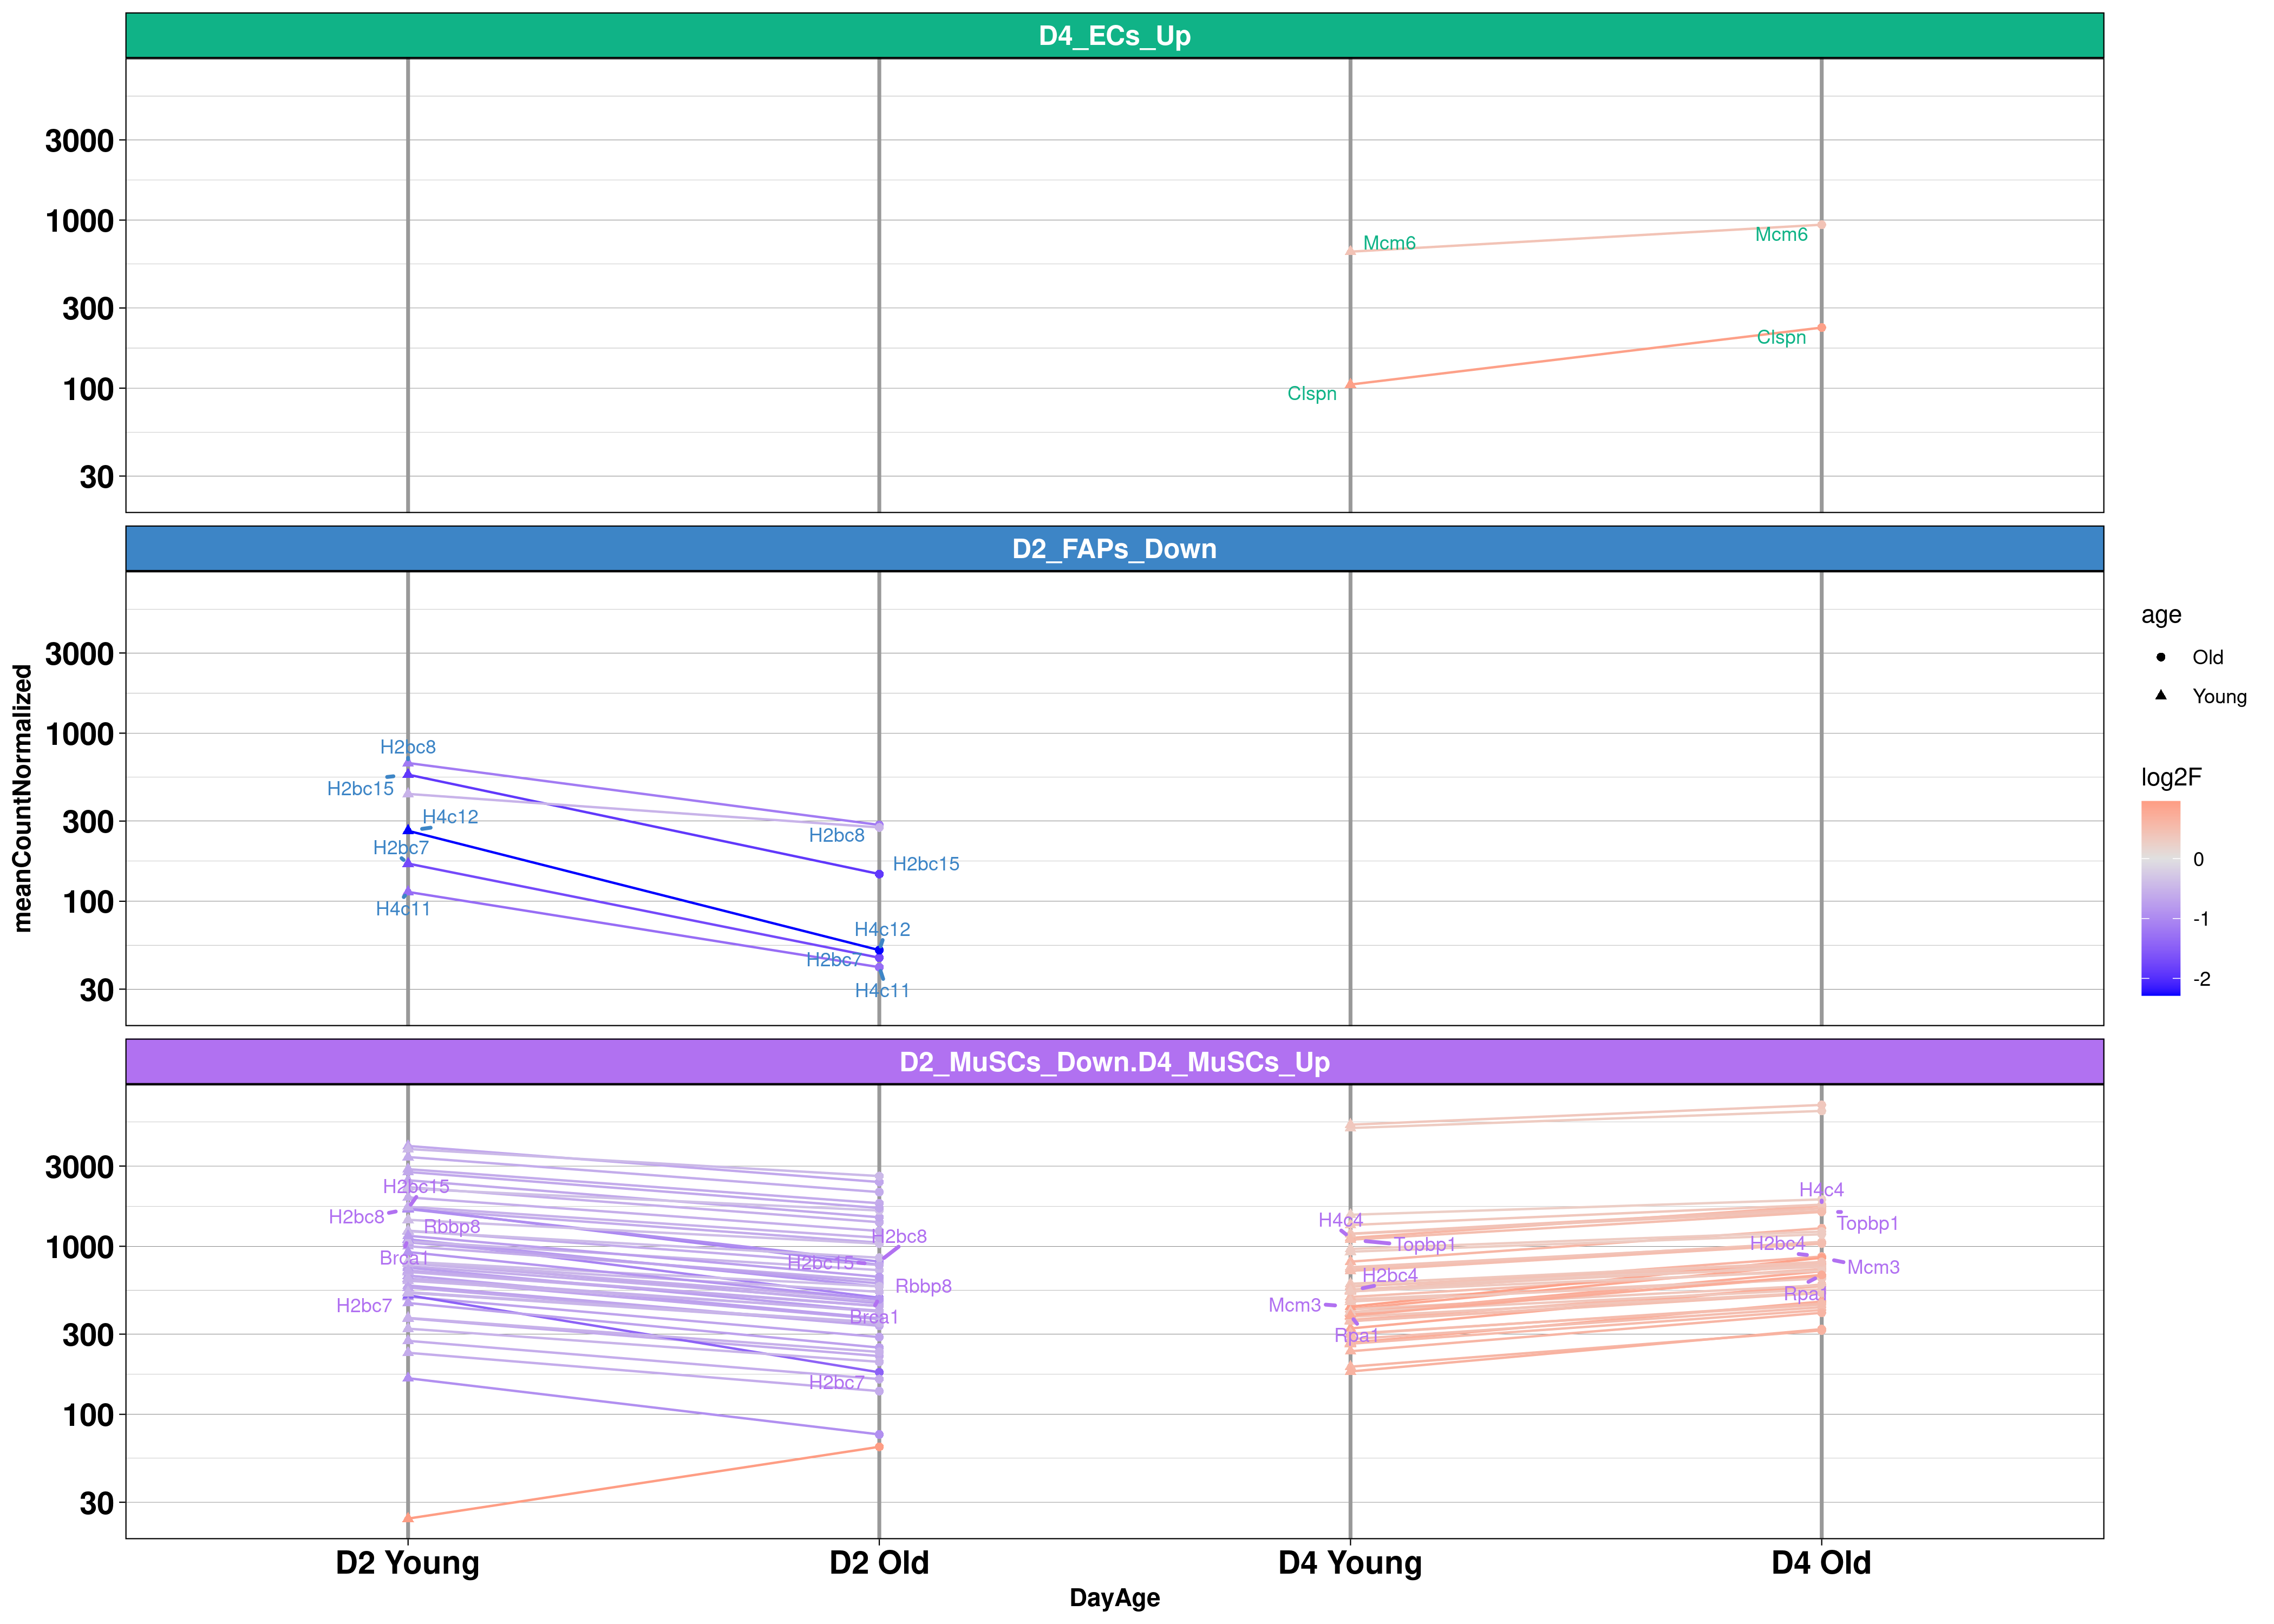 D4_ECs_Up
3000
1000
300
100
30
Mcm6
Mcm6
Clspn
Clspn
D2_FAPs_Down
meanCountNormalized
3000
1000
300
100
30
H2bc8
H2bc15
H4c12
H2bc7
H4c11
H2bc8
H2bc15
H4c12
H2bc7
H4c11
D2_MuSCs_Down.D4_MuSCs_Up
3000
1000
300
100
30
H2bc15
H2bc8
Rbbp8
Brca1
H2bc7
H2bc8
H2bc15
Rbbp8
Brca1
H2bc7
H4c4
Topbp1
H2bc4
Mcm3
Rpa1
H4c4
Topbp1
H2bc4
Mcm3
Rpa1
D2 Young
D2 Old
D4 Young
D4 Old
DayAge
age
Old
Young
log2F
0
-1
-2